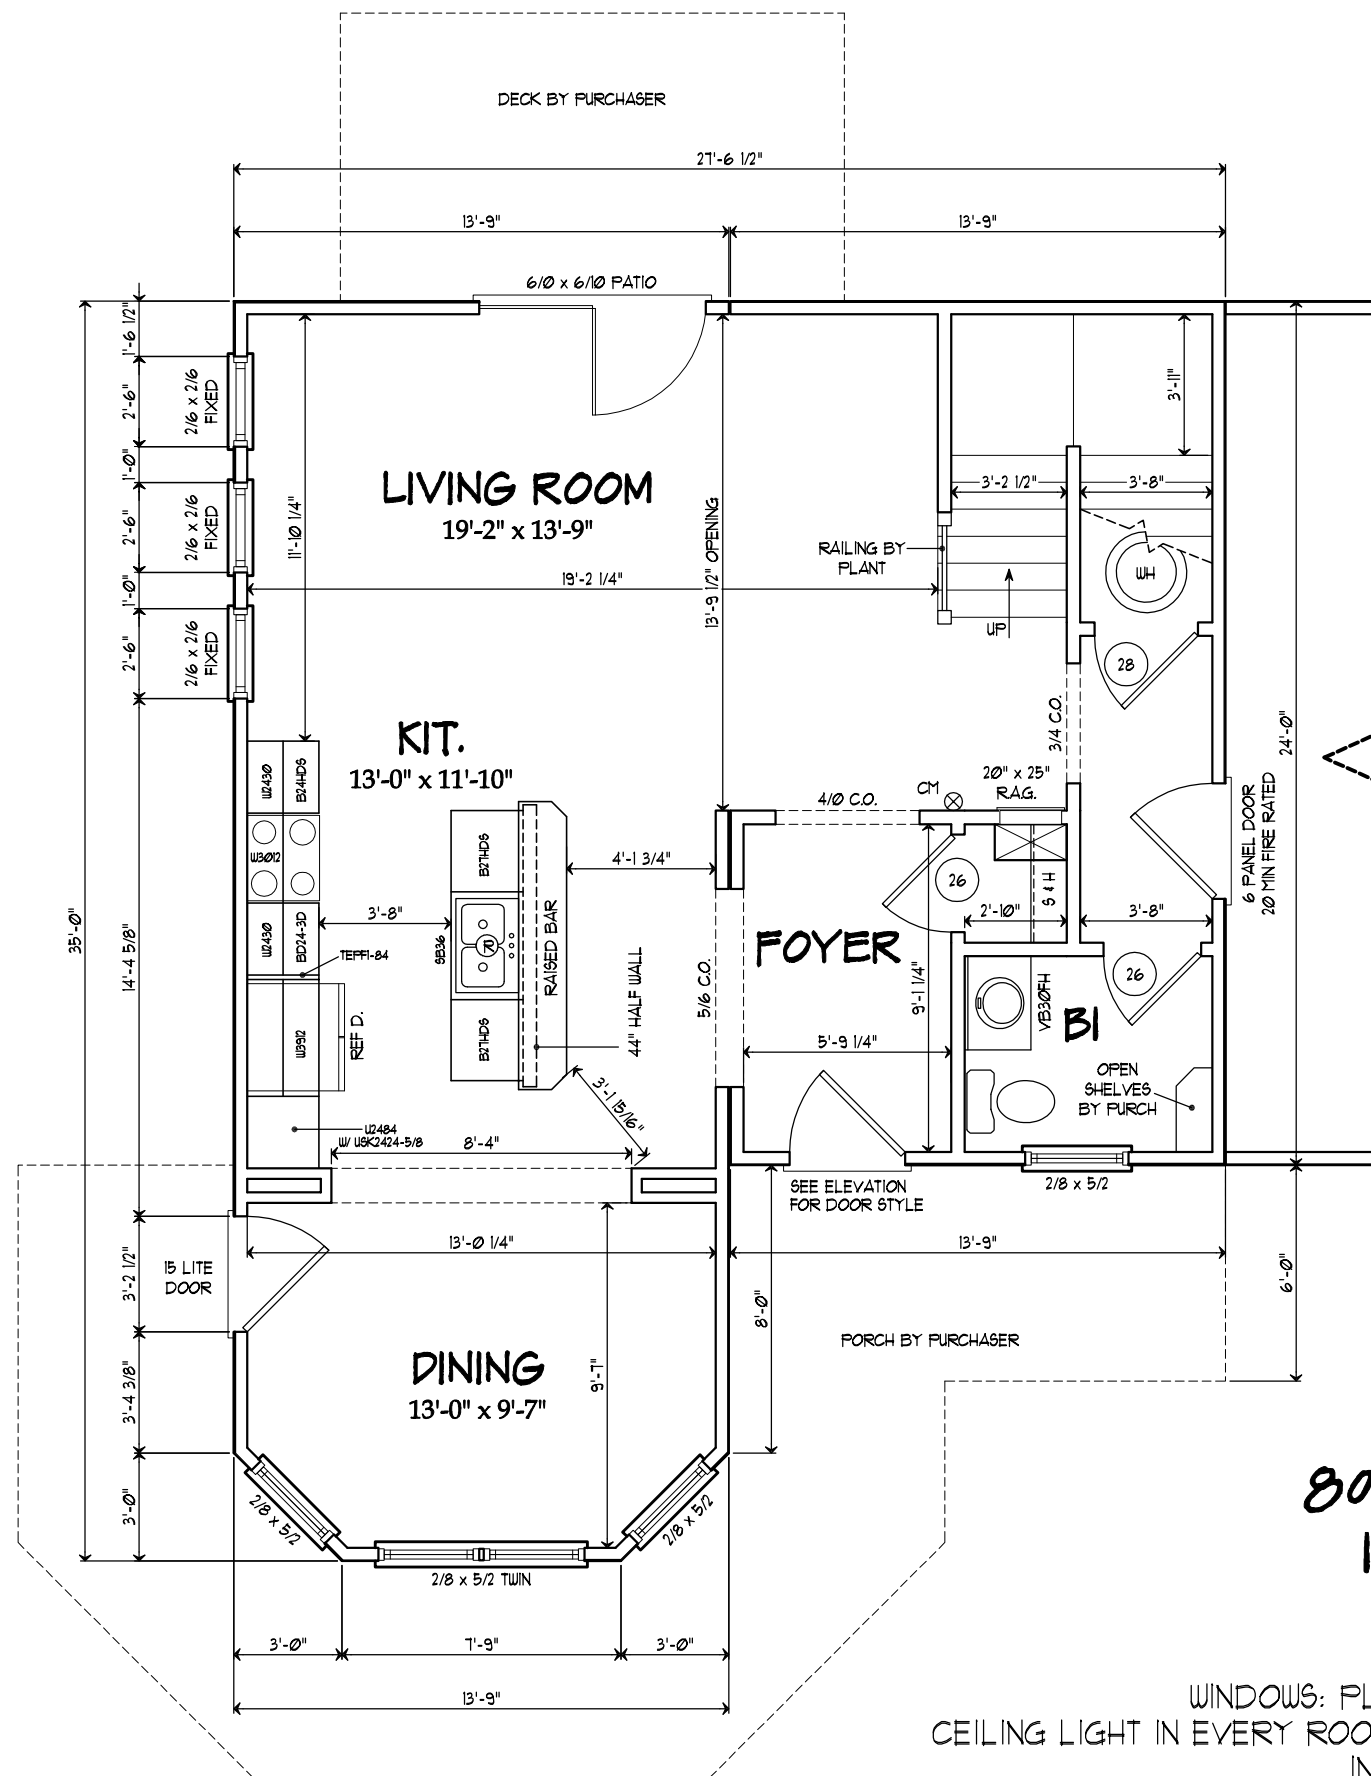 DECK BY PURCHASER
27'-6 1/2"
13'-9"
13'-9"
6/0 x 6/10 PATIO
1'-6 1/2"
2'-6"
1'-0"
2'-6"
1'-0"
2'-6"
2/6 x 2/6
FIXED
2/6 x 2/6
FIXED
2/6 x 2/6
FIXED
11'-10 1/4"
LIVING ROOM
19'-2" x 13'-9"
13'-9 1/2" OPENING
19'-2 1/4"
3'-11"
3'-2 1/2"
3'-8"
RAILING BY
PLANT
WH
UP
28
3/4 C.O.
24'-0"
KIT.
13'-0" x 11'-10"
W2430
B24HDS
W3012
W2430
BD24-3D
TEPF1-84
W3912
REF D.
U2484
W/ USK2424-5/8
3'-8"
B27HDS
SB36
70
B27HDS
RAISED BAR
44" HALF WALL
4'-1 3/4"
3'-1 15/16"
5/6 C.O.
4/0 C.O.
CM
20" x 25"
R.A.G.
26
S & H
2'-10"
3'-8"
6 PANEL DOOR
20 MIN FIRE RATED
FOYER
9'-1 1/4"
5'-9 1/4"
VB30FH
B1
26
OPEN
SHELVES
BY PURCH
35'-0"
14'-4 5/8"
8'-4"
SEE ELEVATION
FOR DOOR STYLE
2/8 x 5/2
13'-0 1/4"
13'-9"
3'-2 1/2"
15 LITE
DOOR
8'-0"
6'-0"
PORCH BY PURCHASER
DINING
13'-0" x 9'-7"
9'-7"
3'-4 3/8"
3'-0"
2/8 x 5/2
2/8 x 5/2
2/8 x 5/2 TWIN
3'-0"
7'-9"
3'-0"
13'-9"
80
WINDOWS: PL
CEILING LIGHT IN EVERY ROO
IN